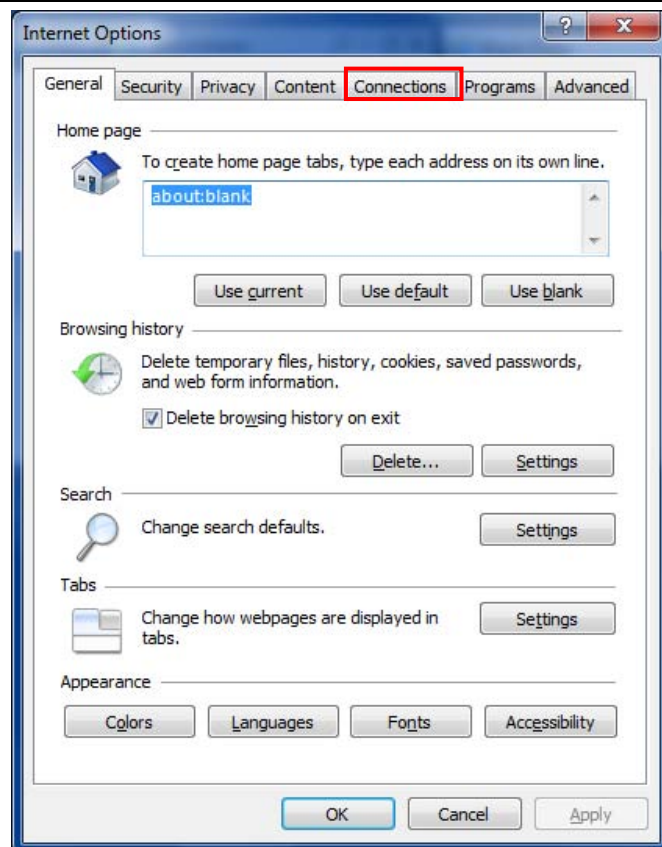 Internet Options
General Security Privacy Content Connections Programs Advanced
Home page
To create home page tabs, type each address on its own line.
about:blank
Use current Use default Use blank
Browsing history
Delete temporary files, history, cookies, saved passwords,
and web form information.
Delete browsing history on exit
Delete... Settings
Search
Change search defaults. Settings
Tabs
Change how webpages are displayed in Settings
tabs.
Appearance
Colors Languages Fonts Accessibility
OK Cancel Apply